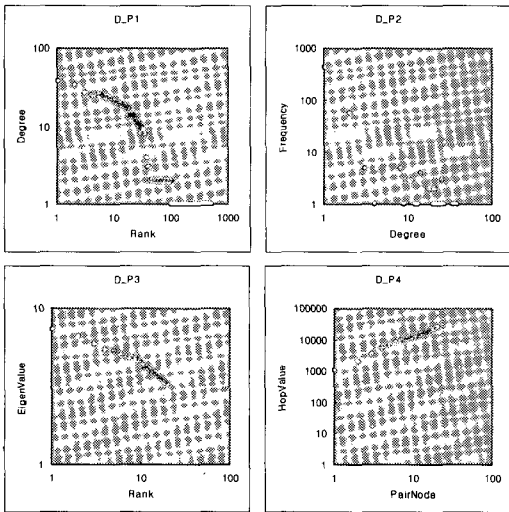 D_P1
100
10
1
Degree
1 10 100 1000
Rank
D_P2
1000
100
10
1
Frequency
1 10 100
Degree
D_P3
10
1
EigenValue
1 10 100
Rank
D_P4
100000
10000
1000
100
10
1
HopValue
1 10 100
PairNode